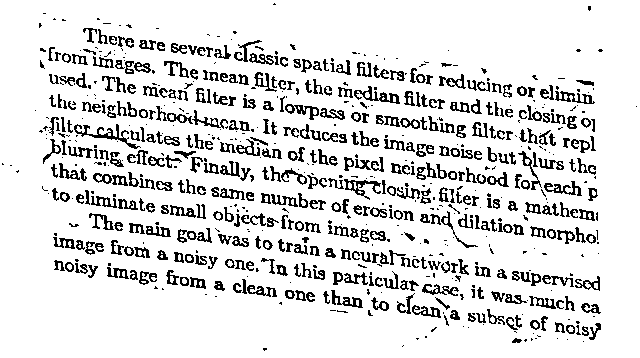 There are several classic spatial filters for reducing or elimin
from images. The mean filter, the median filter and the closing o
used. The mean filter is a lowpass or smoothing filter that repl
the neighborhood mean. It reduces the image noise but blurs the
filter calculates the median of the pixel neighborhood for each p
blurring effect. Finally, the opening closing filter is a mathem
that combines the same number of erosion and dilation morphol
to eliminate small objects from images.
The main goal was to train a neural network in a supervised
image from a noisy one. In this particular case, it was much ea
noisy image from a clean one than to clean a subset of noisy